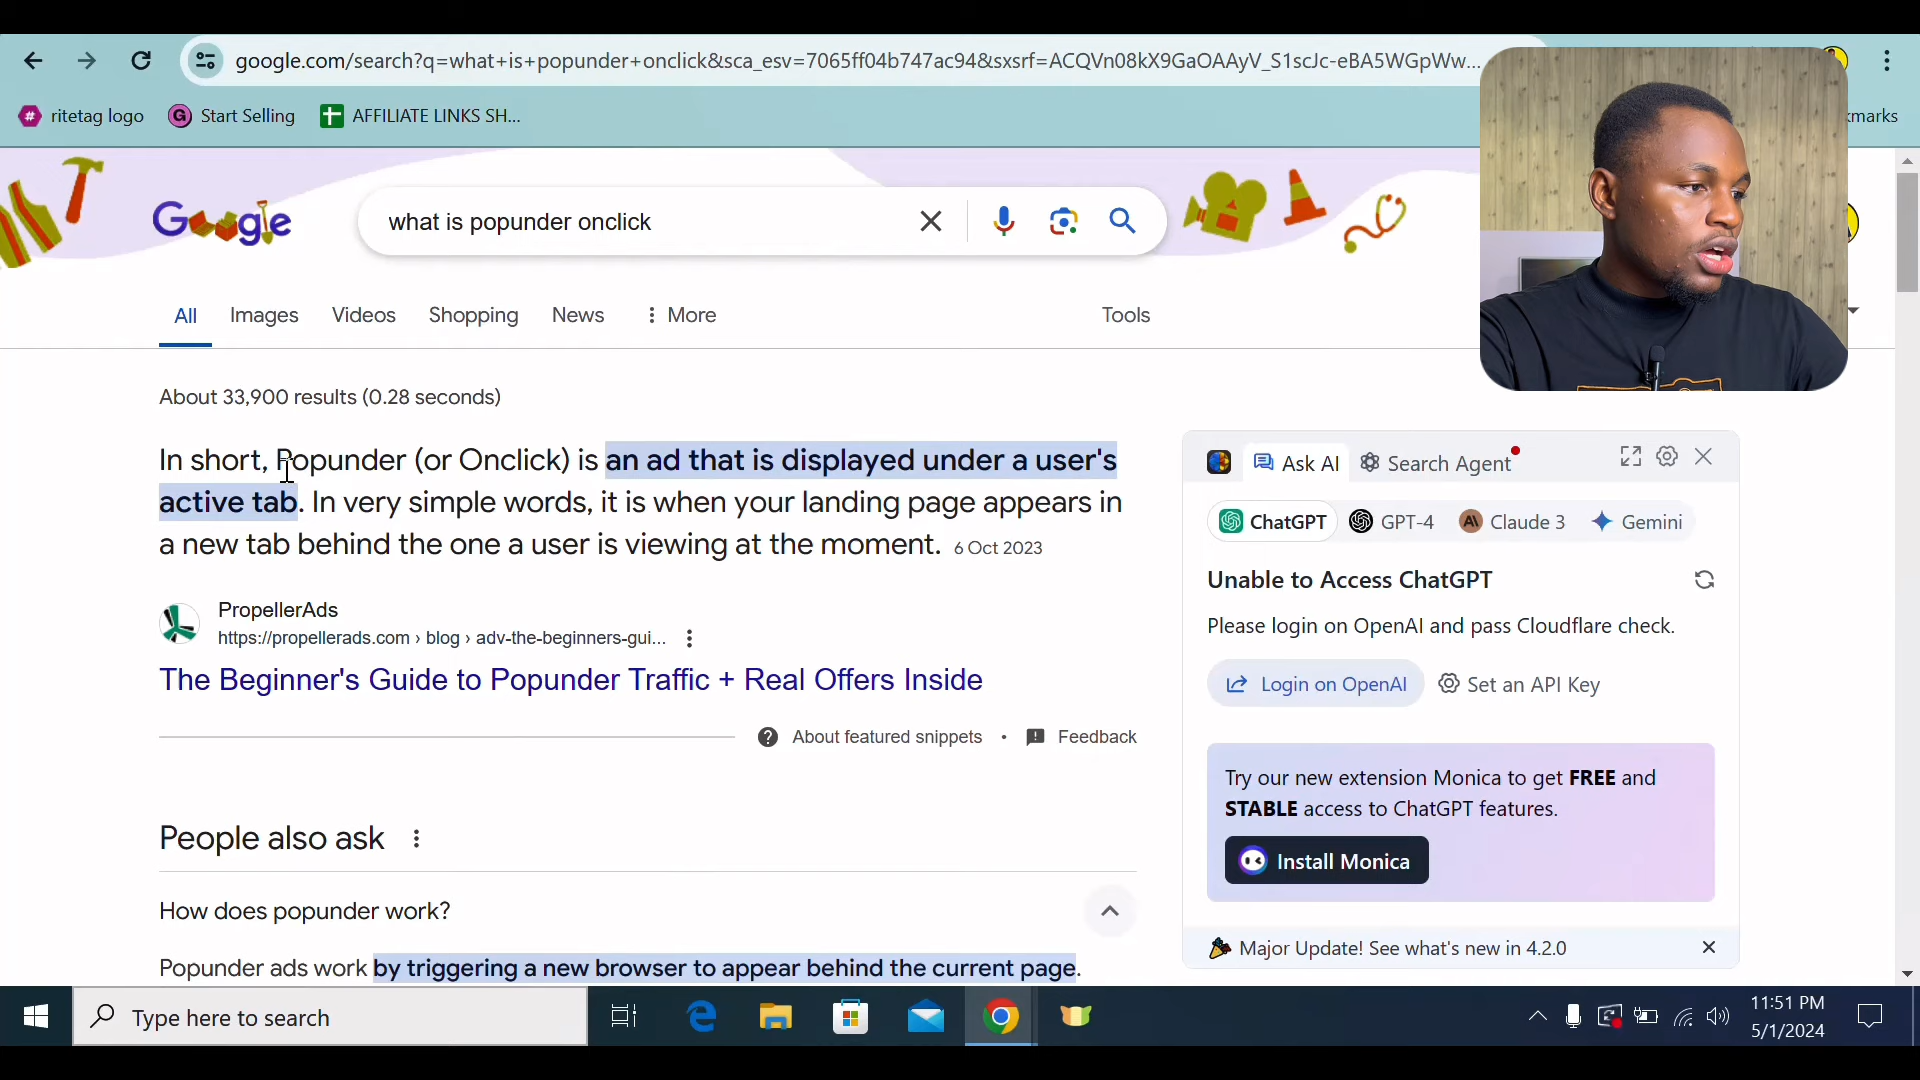 google.com/search?q=what+is+popunder+onclick&sca_esv=7065ff04b747ac94&sxsrf=ACQVn08kX9GaOAAyV_S1scJc-eBA5WGpWw...
ritetag logo
Start Selling
AFFILIATE LINKS SH...
kmarks
Google
what is popunder onclick
All
Images
Videos
Shopping
News
More
Tools
About 33,900 results (0.28 seconds)
In short, Popunder (or Onclick) is an ad that is displayed under a user's
active tab. In very simple words, it is when your landing page appears in
a new tab behind the one a user is viewing at the moment. 6 Oct 2023
PropellerAds
https://propellerads.com › blog › adv-the-beginners-gui...
The Beginner's Guide to Popunder Traffic + Real Offers Inside
About featured snippets • Feedback
People also ask
How does popunder work?
Popunder ads work by triggering a new browser to appear behind the current page.
Ask AI
Search Agent
ChatGPT
GPT-4
Claude 3
Gemini
Unable to Access ChatGPT
Please login on OpenAI and pass Cloudflare check.
Login on OpenAI
Set an API Key
Try our new extension Monica to get FREE and
STABLE access to ChatGPT features.
Install Monica
Major Update! See what's new in 4.2.0
Type here to search
11:51 PM
5/1/2024